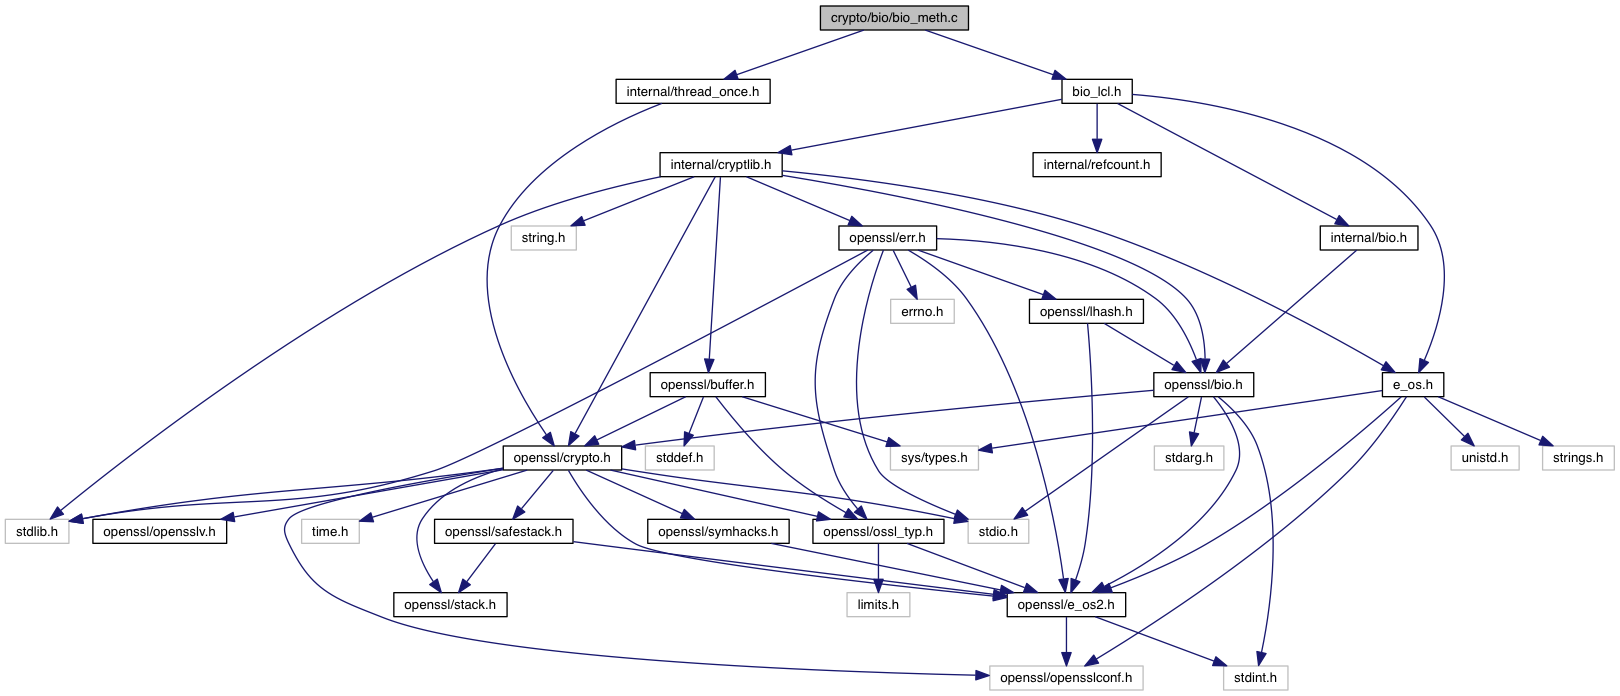 crypto/bio/bio_meth.c
internal/thread_once.h
bio_lcl.h
internal/cryptlib.h
internal/refcount.h
string.h
openssl/err.h
internal/bio.h
errno.h
openssl/lhash.h
openssl/buffer.h
openssl/bio.h
e_os.h
openssl/crypto.h
stddef.h
sys/types.h
stdarg.h
unistd.h
strings.h
stdlib.h
openssl/opensslv.h
time.h
openssl/safestack.h
openssl/symhacks.h
openssl/ossl_typ.h
stdio.h
openssl/stack.h
limits.h
openssl/e_os2.h
openssl/opensslconf.h
stdint.h